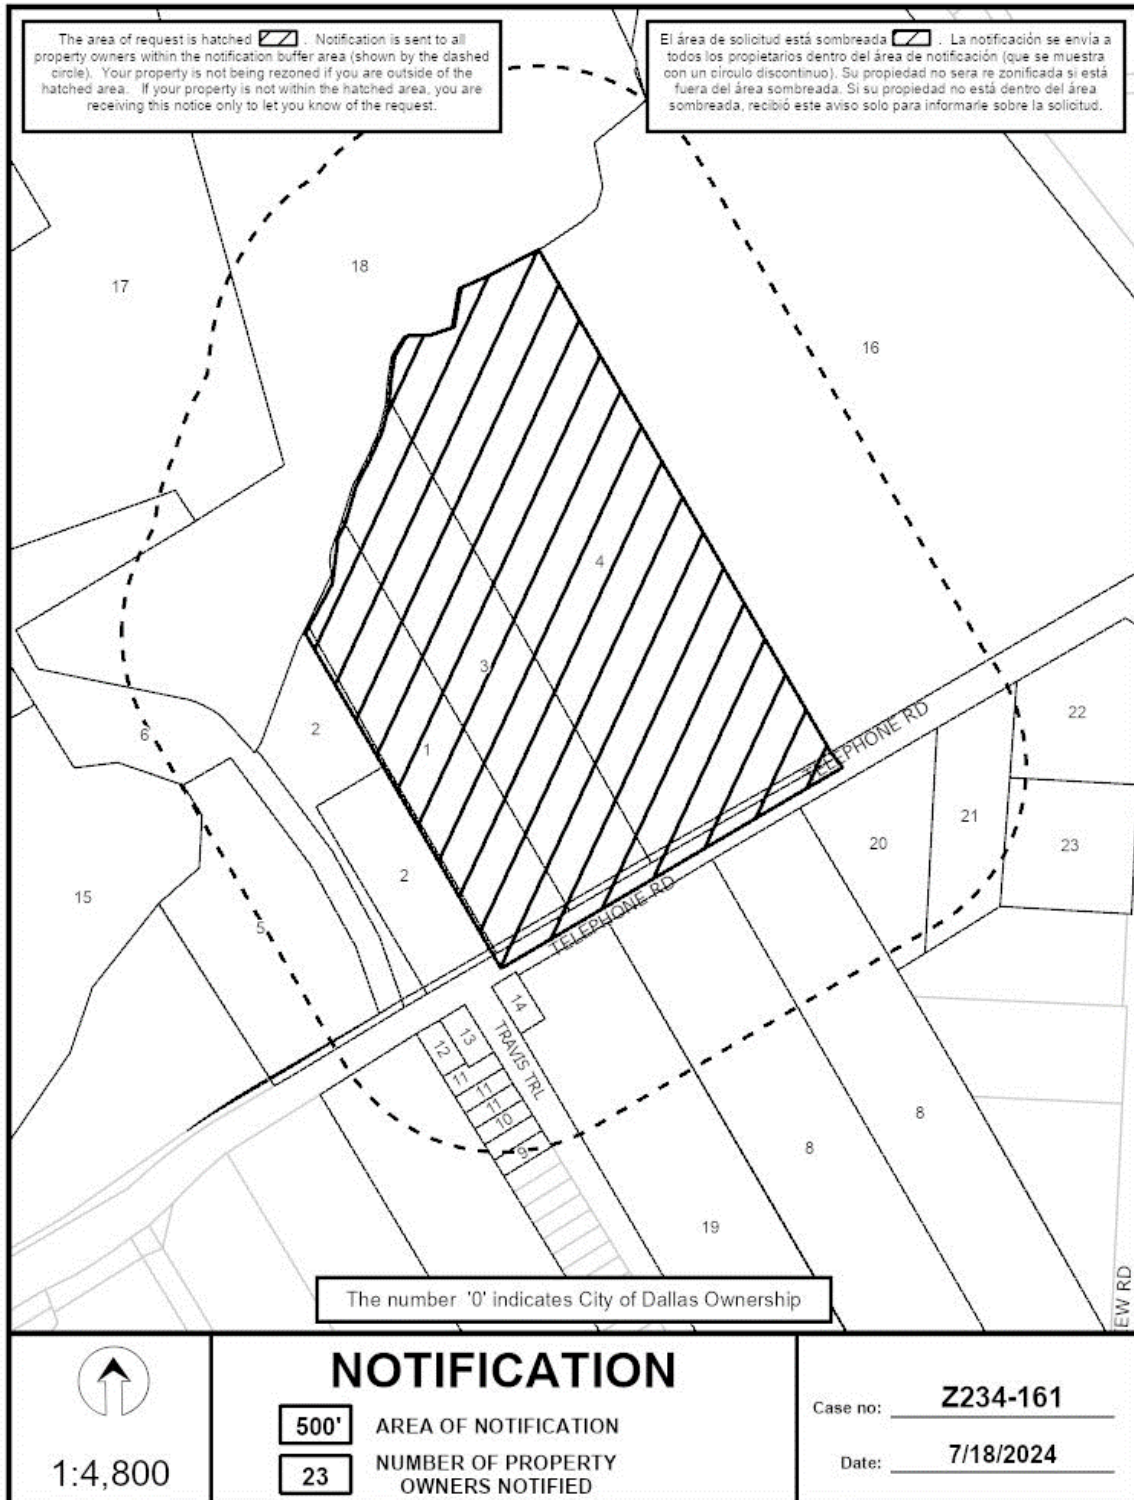 The area of request is hatched . Notification is sent to all
property owners within the notification buffer area (shown by the dashed
circle). Your property is not being rezoned if you are outside of the
hatched area. If your property is not within the hatched area, you are
receiving this notice only to let you know of the request.
El área de solicitud está sombreada . La notificación se envia a
todos los propietarios dentro del área de notificación (que se muestra
con un círculo discontinuo). Su propiedad no sera re zonificada si está
fuera del área sombreada. Si su propiedad no está dentro del área
sombreada, recibió este aviso solo para informarle sobre la solicitud.
17
18
16
4
3
2
1
6
TELEPHONE RD
22
21
20
23
2
15
5
TELEPHONE RD
14
TRAVIS TRL
13
12
11
11
11
10
9
8
8
19
EW RD
The number '0' indicates City of Dallas Ownership
1:4,800
NOTIFICATION
500' AREA OF NOTIFICATION
23 NUMBER OF PROPERTY
OWNERS NOTIFIED
Case no: Z234-161
Date: 7/18/2024